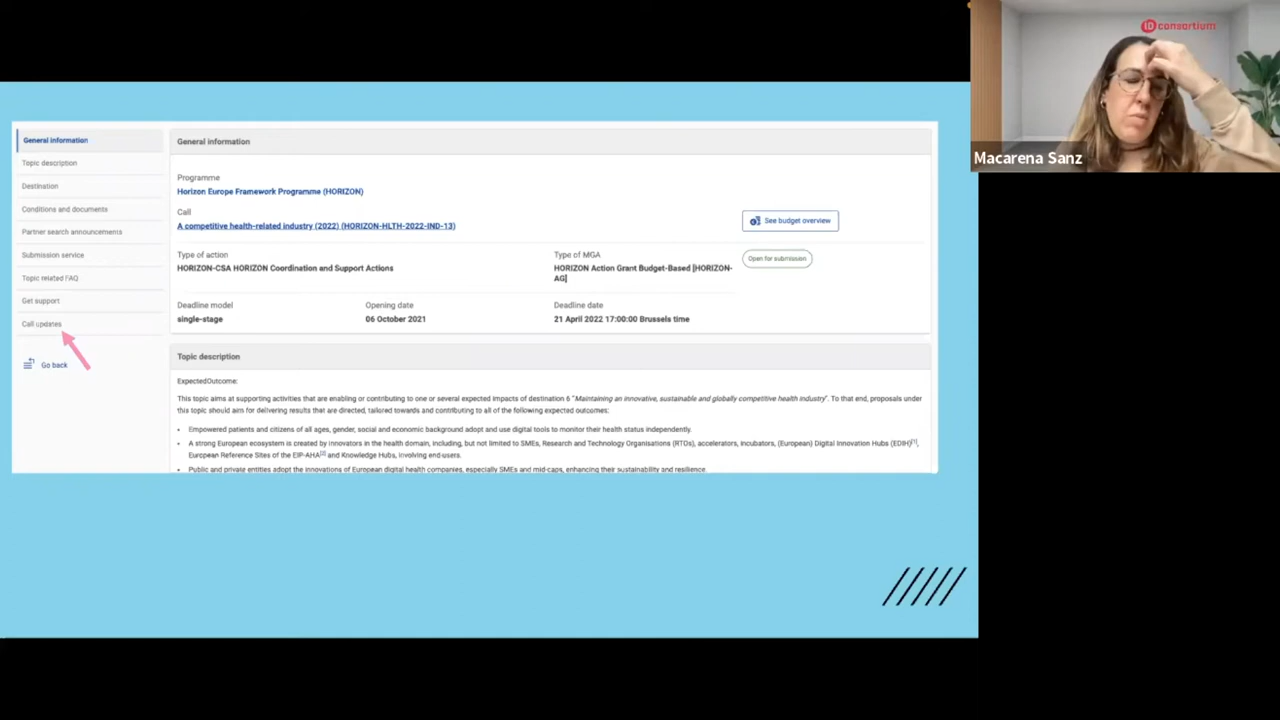 General information
Topic description
Destination
Conditions and documents
Partner search announcements
Submission service
Topic related FAQ
Get support
Call updates
Go back
General information
Programme
Horizon Europe Framework Programme (HORIZON)
Call
A competitive health-related industry (2022) (HORIZON-HLTH-2022-IND-13)
See budget overview
Type of action
HORIZON-CSA HORIZON Coordination and Support Actions
Type of MGA
HORIZON Action Grant Budget-Based [HORIZON-
AG]
Open for submission
Deadline model
single-stage
Opening date
06 October 2021
Deadline date
21 April 2022 17:00:00 Brussels time
Topic description
ExpectedOutcome:
This topic aims at supporting activities that are enabling or contributing to one or several expected impacts of destination 6 "Maintaining an innovative, sustainable and globally competitive health industry". To that end, proposals under
this topic should aim for delivering results that are directed, tailored towards and contributing to all of the following expected outcomes:
• Empowered patients and citizens of all ages, gender, social and economic background adopt and use digital tools to monitor their health status independently.
• A strong European ecosystem is created by innovators in the health domain, including, but not limited to SMEs, Research and Technology Organisations (RTOs), accelerators, incubators, (European) Digital Innovation Hubs (EDIH)[1],
European Reference Sites of the EIP-AHA[2] and Knowledge Hubs, involving end-users.
• Public and private entities adopt the innovations of European digital health companies, especially SMEs and mid-caps, enhancing their sustainability and resilience.
iD consortium
Macarena Sanz